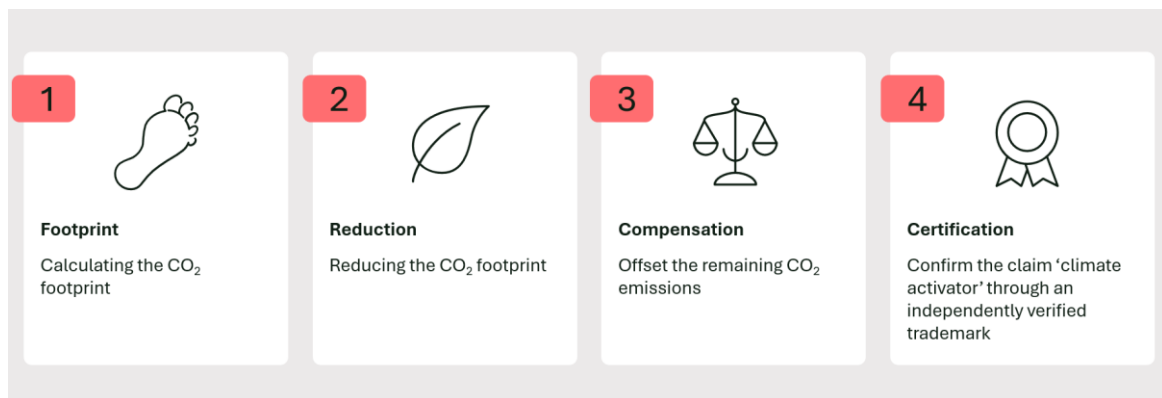 1
Footprint
Calculating the CO₂
footprint
2
Reduction
Reducing the CO₂ footprint
3
Compensation
Offset the remaining CO₂
emissions
4
Certification
Confirm the claim ‘climate
activator’ through an
independently verified
trademark